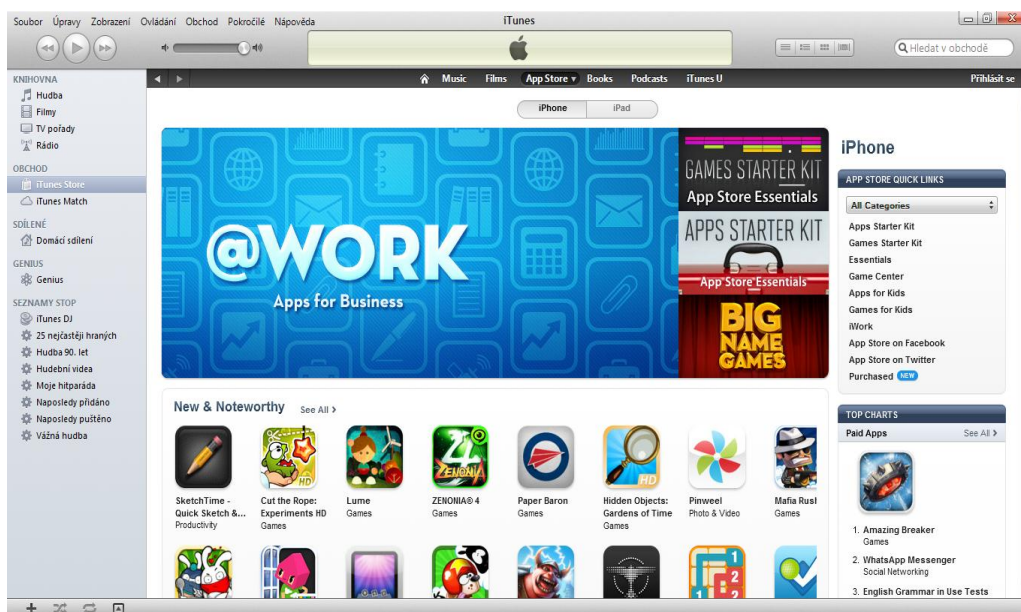 Soubor Úpravy Zobrazení Ovládání Obchod Pokročilé Nápověda
iTunes
Hledat v obchodě
KNIHOVNA
Hudba
Filmy
TV pořady
Rádio
OBCHOD
iTunes Store
iTunes Match
SDÍLENÉ
Domácí sdílení
GENIUS
Genius
SEZNAMY STOP
iTunes DJ
25 nejčastěji hraných
Hudba 90. let
Hudební videa
Moje hitparáda
Naposledy přidáno
Naposledy puštěno
Vážná hudba
Music Films App Store Books Podcasts iTunes U
Přihlásit se
iPhone iPad
@WORK
Apps for Business
GAMES STARTER KIT
App Store Essentials
APPS STARTER KIT
App Store Essentials
BIG
NAME
GAMES
iPhone
APP STORE QUICK LINKS
All Categories
Apps Starter Kit
Games Starter Kit
Essentials
Game Center
Apps for Kids
Games for Kids
iWork
App Store on Facebook
App Store on Twitter
Purchased NEW
New & Noteworthy See All >
HD
ZENONIA
HD
SketchTime -
Quick Sketch &...
Productivity
Cut the Rope:
Experiments HD
Games
Lume
Games
ZENONIA® 4
Games
Paper Baron
Games
Hidden Objects:
Gardens of Time
Games
Pinweel
Photo & Video
Mafia Rush
Games
1
2
TOP CHARTS
Paid Apps See All >
1. Amazing Breaker
Games
2. WhatsApp Messenger
Social Networking
3. English Grammar in Use Tests